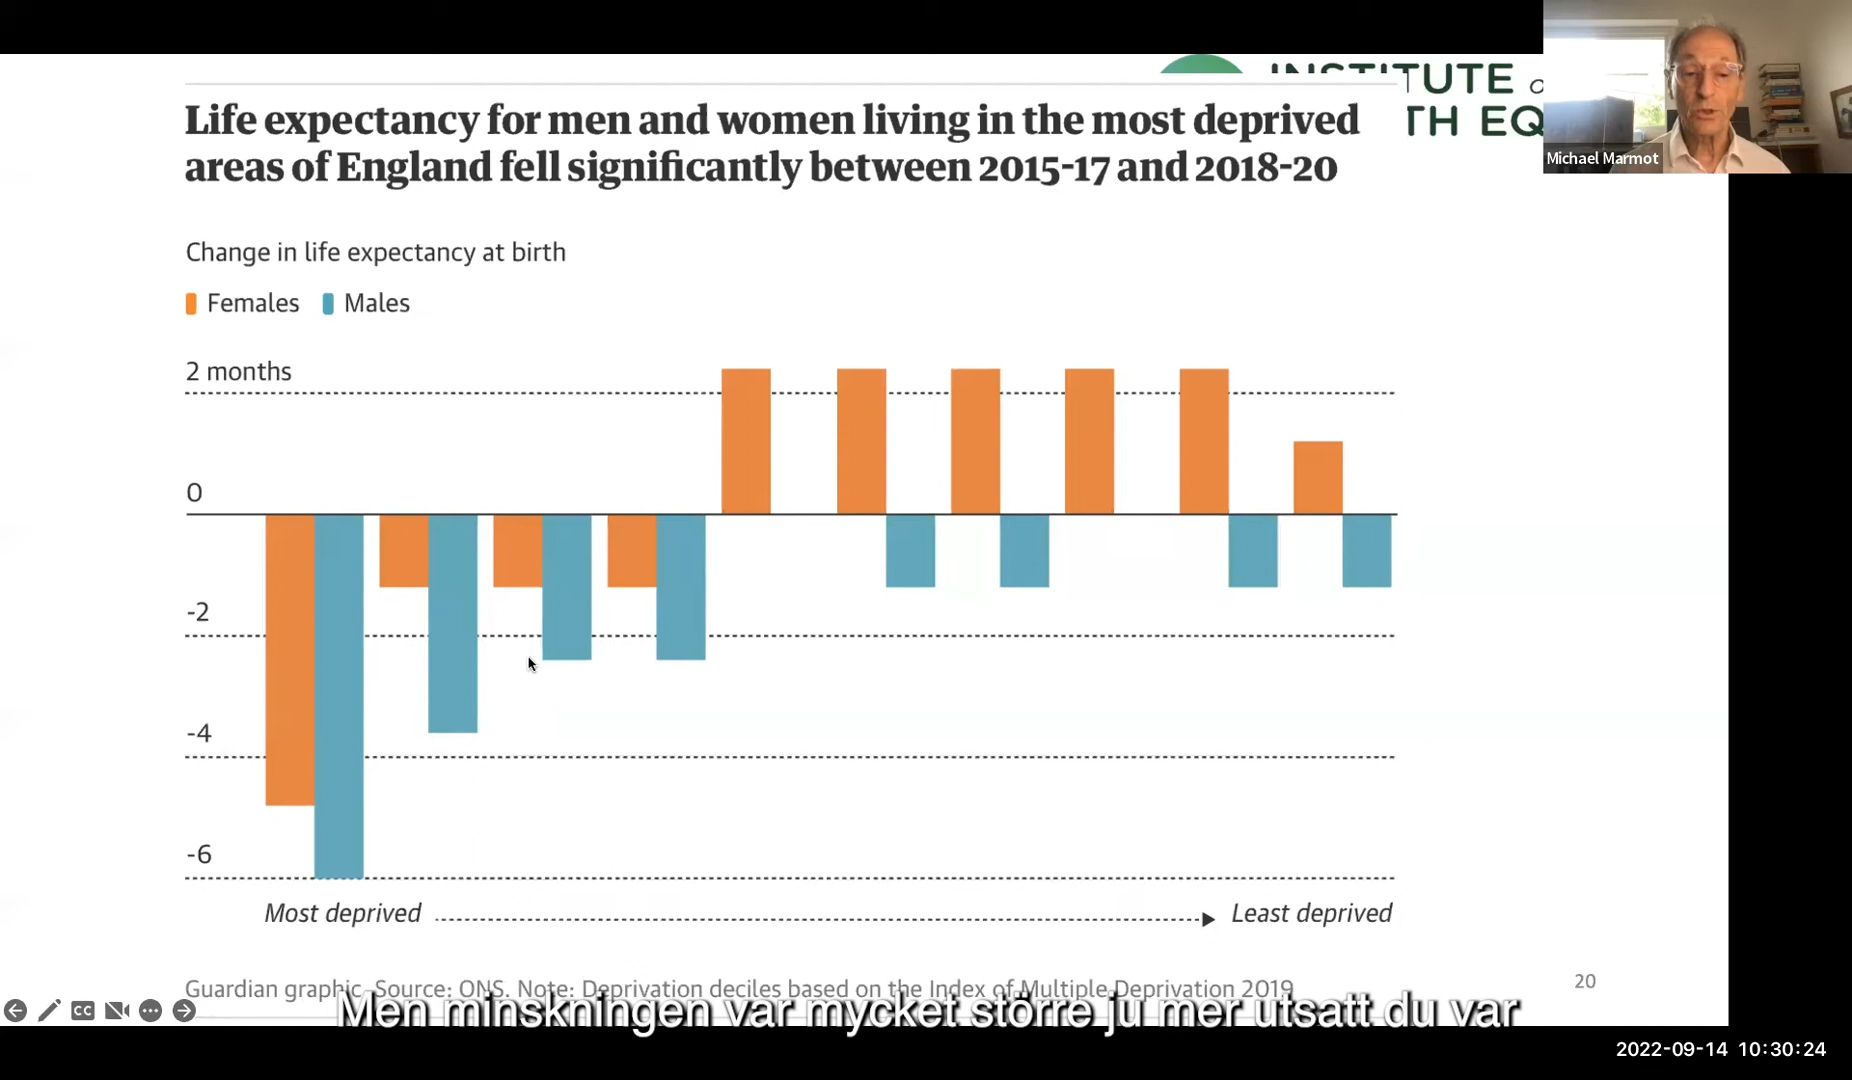 INSTITUTE of
TH EQ
Michael Marmot
Life expectancy for men and women living in the most deprived
areas of England fell significantly between 2015-17 and 2018-20
Change in life expectancy at birth
Females Males
2 months
0
-2
-4
-6
Most deprived Least deprived
Guardian graphic. Source: ONS. Note: Deprivation deciles based on the Index of Multiple Deprivation 2019
20
CC
Men minskningen var mycket större ju mer utsatt du var
2022-09-14 10:30:24